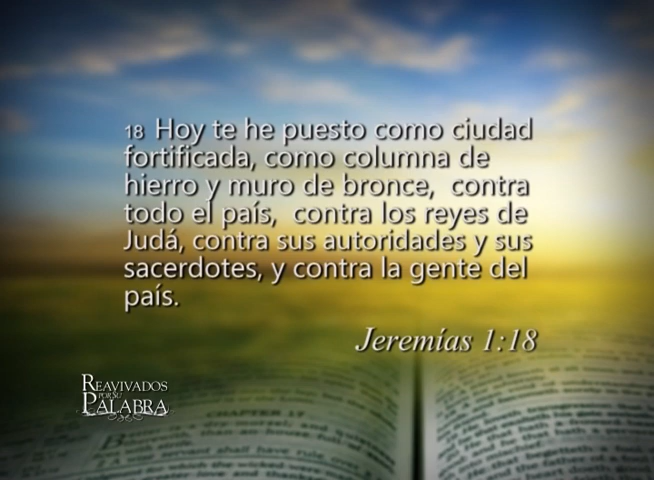 18 Hoy te he puesto como ciudad
fortificada, como columna de
hierro y muro de bronce, contra
todo el país, contra los reyes de
Judá, contra sus autoridades y sus
sacerdotes, y contra la gente del
país.
Jeremías 1:18
REAVIVADOS
POR SU
PALABRA
CHAPTER